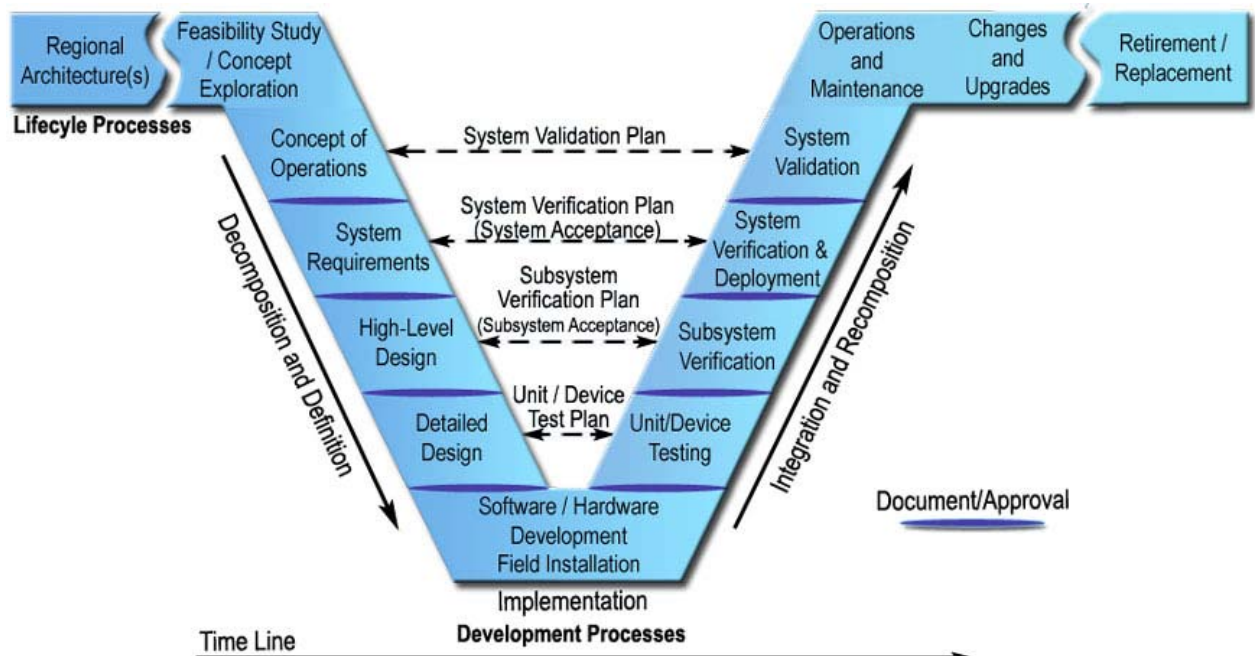 Regional
Architecture(s)
Feasibility Study
/ Concept
Exploration
Operations
and
Maintenance
Changes
and
Upgrades
Retirement /
Replacement
Lifecyle Processes
Concept of
Operations
System Validation Plan
System
Validation
System
Requirements
System Verification Plan
(System Acceptance)
System
Verification &
Deployment
High-Level
Design
Subsystem
Verification Plan
(Subsystem Acceptance)
Subsystem
Verification
Detailed
Design
Unit / Device
Test Plan
Unit/Device
Testing
Decomposition and Definition
Integration and Recomposition
Software / Hardware
Development
Field Installation
Document/Approval
Implementation
Development Processes
Time Line